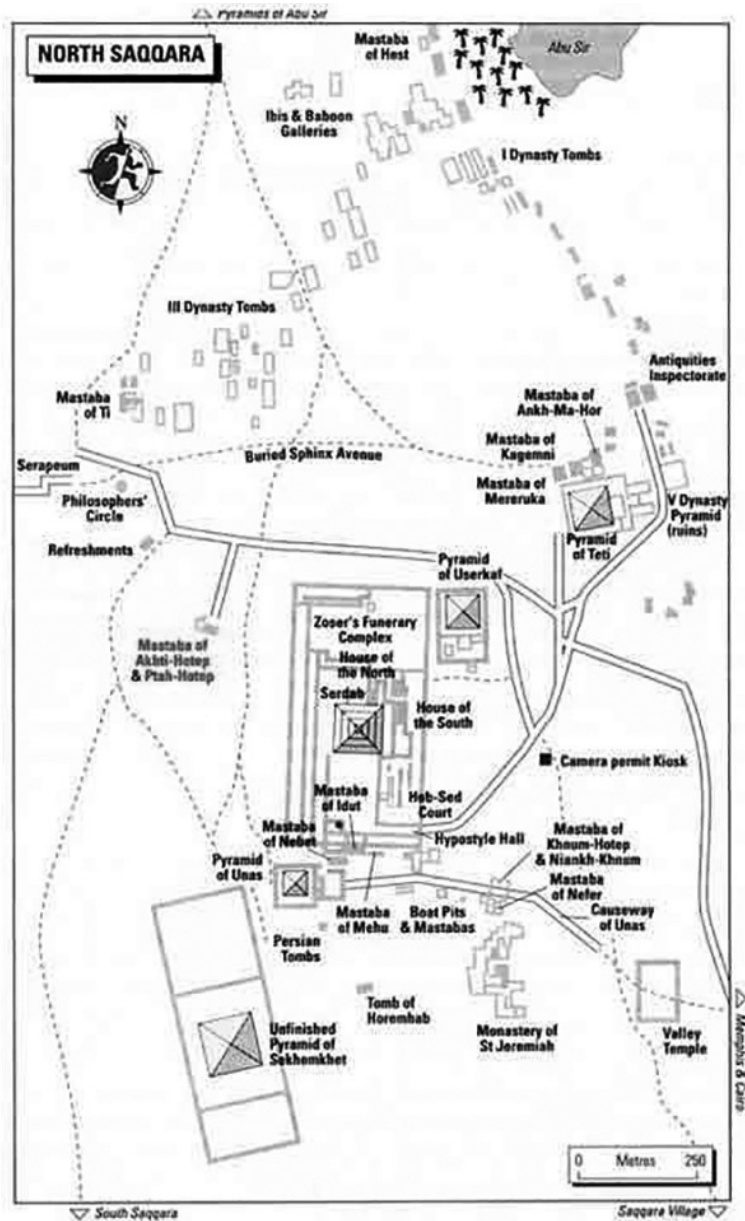 Pyramids of Abu Sir
NORTH SAQQARA
Mastaba
of Hest
Abu Sir
N
Ibis & Baboon
Galleries
I Dynasty Tombs
III Dynasty Tombs
Antiquities
Inspectorate
Mastaba
of Ti
Mastaba of
Ankh-Ma-Hor
Mastaba of
Kagemni
Buried Sphinx Avenue
Serapeum
Mastaba of
Mereruka
Philosophers'
Circle
V Dynasty
Pyramid
(ruins)
Refreshments
Pyramid
of Teti
Pyramid
of Userkaf
Zoser's Funerary
Complex
Mastaba of
Akhti-Hotep
& Ptah-Hotep
House of
the North
Serdab
House of
the South
Camera permit Kiosk
Mastaba
of Idut
Heb-Sed
Court
Mastaba
of Nebet
Hypostyle Hall
Mastaba of
Khnum-Hotep
& Niankh-Khnum
Pyramid
of Unas
Mastaba
of Nefer
Mastaba
of Mehu
Boat Pits
& Mastabas
Causeway
of Unas
Persian
Tombs
Tomb of
Horemhab
Unfinished
Pyramid of
Sekhemkhet
Monastery of
St Jeremiah
Valley
Temple
Memphis & Cairo
0 Metres 250
South Saqqara
Saqqara Village